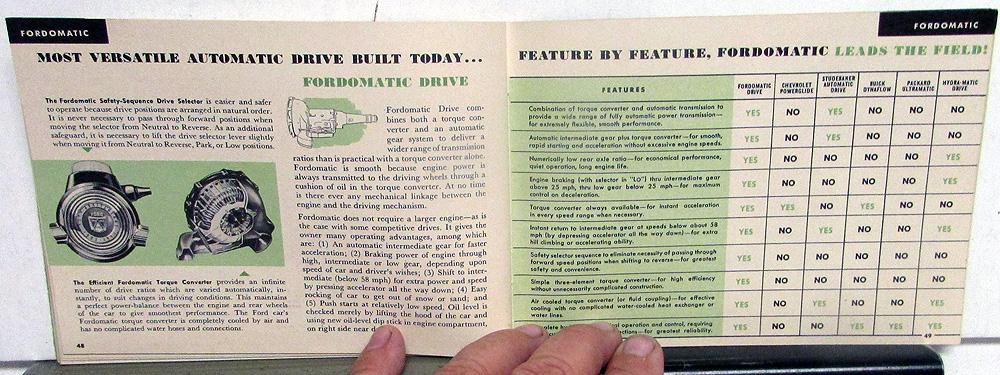 FORDOMATIC
MOST VERSATILE AUTOMATIC DRIVE BUILT TODAY...
FORDOMATIC DRIVE
The Fordomatic Safety-Sequence Drive Selector is easier and safer
to operate because drive positions are arranged in natural order.
It is never necessary to pass through forward positions when
moving the selector from Neutral to Reverse. As an additional
safeguard, it is necessary to lift the drive selector lever slightly
when moving it from Neutral to Reverse, Park, or Low positions.
The Efficient Fordomatic Torque Converter provides an infinite
number of drive ratios which are varied automatically, in-
stantly, to suit changes in driving conditions. This maintains
a perfect power-balance between the engine and rear wheels
of the car to give smoothest performance. The Ford car's
Fordomatic torque converter is completely cooled by air and
has no complicated water hoses and connections.
48
Fordomatic Drive com-
bines both a torque con-
verter and an automatic
gear system to deliver a
wider range of transmission
ratios than is practical with a torque converter alone.
Fordomatic is smooth because engine power is
always transmitted to the driving wheels through a
cushion of oil in the torque converter. At no time
is there ever any mechanical linkage between the
engine and the driving mechanism.
Fordomatic does not require a larger engine—as is
the case with some competitive drives. It gives the
owner many operating advantages, among which
are: (1) An automatic intermediate gear for faster
acceleration; (2) Braking power of engine through
high, intermediate or low gear, depending upon
speed of car and driver's wishes; (3) Shift to inter-
mediate (below 58 mph) for extra power and speed
by pressing accelerator all the way down; (4) Easy
rocking of car to get out of snow or sand; and
(5) Push starts at relatively low speed. Oil level is
checked merely by lifting the hood of the car and
using new oil-level dip stick in engine compartment,
on right side near d
FORDOMATIC
FEATURE BY FEATURE, FORDOMATIC LEADS THE FIELD!
FEATURES
FORDOMATIC DRIVE
CHEVROLET POWERGLIDE
STUDEBAKER AUTOMATIC DRIVE
BUICK DYNAFLOW
PACKARD ULTRAMATIC
HYDRA-MATIC DRIVE
Combination of torque converter and automatic transmission to
provide a wide range of fully automatic power transmission—
for extremely flexible, smooth performance.
YES NO YES NO NO NO
Automatic intermediate gear plus torque converter—for smooth,
rapid starting and acceleration without excessive engine speeds.
YES NO YES NO NO NO
Numerically low rear axle ratio—for economical performance,
quiet operation, long engine life.
YES NO NO NO NO YES
Engine braking (with selector in "LO") thru intermediate gear
above 25 mph, thru low gear below 25 mph—for maximum
control on deceleration.
YES NO NO NO NO YES
Torque converter always available—for instant acceleration
in every speed range when necessary.
YES YES NO YES NO NO
Instant return to intermediate gear at speeds below about 58
mph (by depressing accelerator all the way down)—for extra
hill climbing or accelerating ability.
YES NO YES NO NO YES
Safety selector sequence to eliminate necessity of passing through
forward speed positions when shifting to reverse—for greatest
safety and convenience.
YES NO NO NO NO NO
Simple three-element torque converter—for high efficiency
without unnecessarily complicated construction.
YES NO NO NO NO NO
Air cooled torque converter (or fluid coupling)—for effective
cooling with no complicated water-cooled heat exchanger or
water lines.
YES NO YES NO NO YES
al operation and control, requiring
ctions—for greatest reliability.
YES NO NO YES YES YES
49